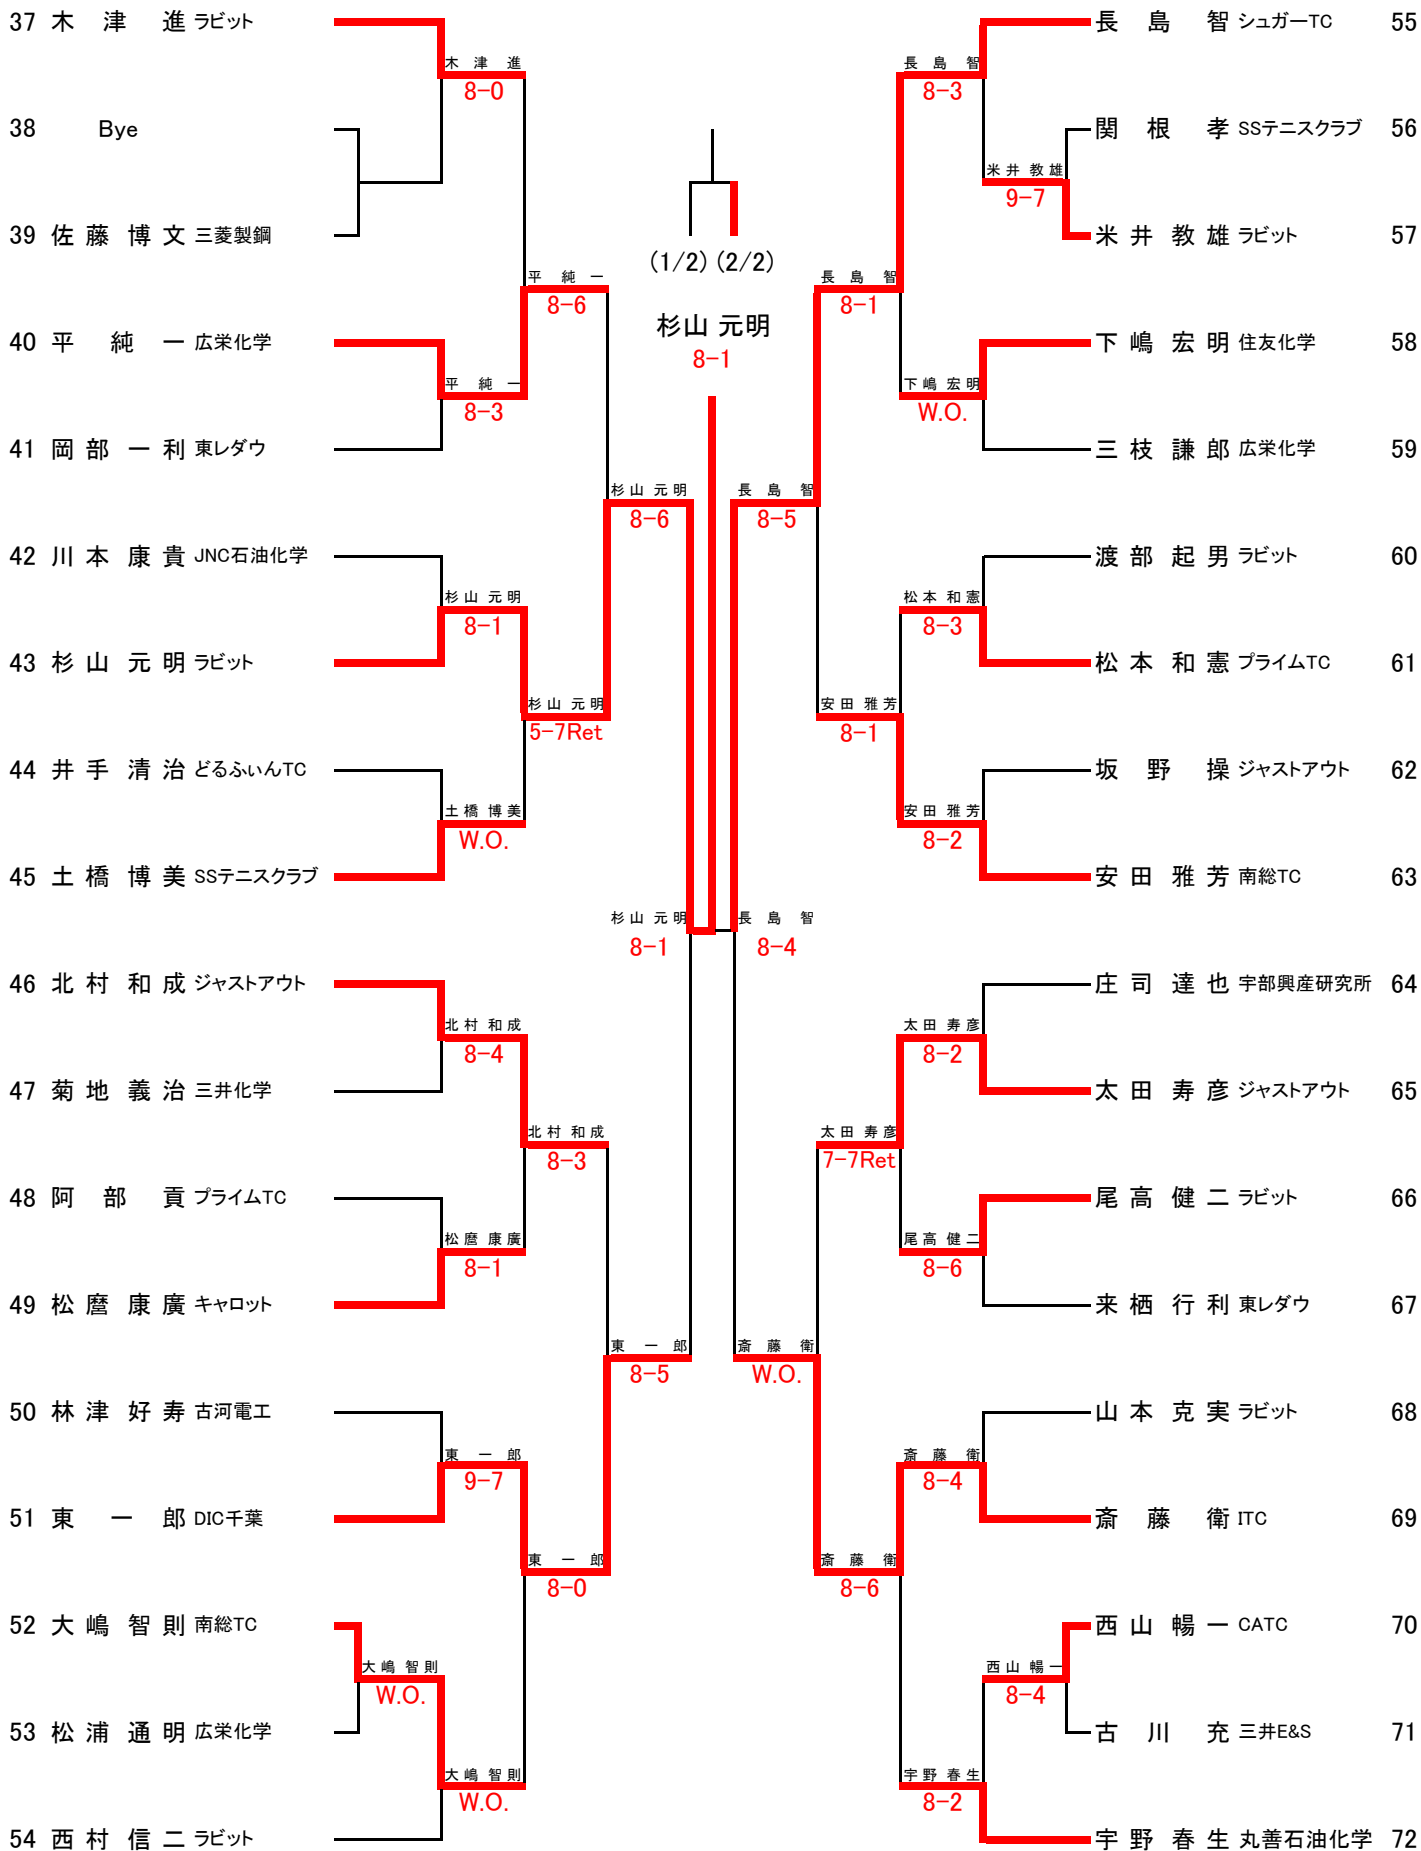 37 木 津 進 ラビット
木 津 進
8-0
38 Bye
39 佐 藤 博 文 三菱製鋼
平 純 一
8-6
40 平 純 一 広栄化学
平 純 一
8-3
41 岡 部 一 利 東レダウ
杉 山 元 明
8-6
42 川 本 康 貴 JNC石油化学
杉 山 元 明
8-1
43 杉 山 元 明 ラビット
杉 山 元 明
5-7Ret
44 井 手 清 治 どるふぃんTC
土 橋 博 美
W.O.
45 土 橋 博 美 SSテニスクラブ
杉 山 元 明
8-1
46 北 村 和 成 ジャストアウト
北 村 和 成
8-4
47 菊 地 義 治 三井化学
北 村 和 成
8-3
48 阿 部 貢 プライムTC
松 麿 康 廣
8-1
49 松 麿 康 廣 キャロット
東 一 郎
8-5
50 林 津 好 寿 古河電工
東 一 郎
9-7
51 東 一 郎 DIC千葉
東 一 郎
8-0
52 大 嶋 智 則 南総TC
大 嶋 智 則
W.O.
53 松 浦 通 明 広栄化学
大 嶋 智 則
W.O.
54 西 村 信 二 ラビット
(1/2) (2/2)
杉山 元明
8-1
長 島 智 シュガーTC 55
長 島 智
8-3
関 根 孝 SSテニスクラブ 56
米 井 教 雄
9-7
米 井 教 雄 ラビット 57
長 島 智
8-1
下 嶋 宏 明 住友化学 58
下 嶋 宏 明
W.O.
三 枝 謙 郎 広栄化学 59
長 島 智
8-5
渡 部 起 男 ラビット 60
松 本 和 憲
8-3
松 本 和 憲 プライムTC 61
安 田 雅 芳
8-1
坂 野 操 ジャストアウト 62
安 田 雅 芳
8-2
安 田 雅 芳 南総TC 63
長 島 智
8-4
庄 司 達 也 宇部興産研究所 64
太 田 寿 彦
8-2
太 田 寿 彦 ジャストアウト 65
太 田 寿 彦
7-7Ret
尾 高 健 二 ラビット 66
尾 高 健 二
8-6
来 栖 行 利 東レダウ 67
斎 藤 衛
W.O.
山 本 克 実 ラビット 68
斎 藤 衛
8-4
斎 藤 衛 ITC 69
斎 藤 衛
8-6
西 山 暢 一 CATC 70
西 山 暢 一
8-4
古 川 充 三井E&S 71
宇 野 春 生
8-2
宇 野 春 生 丸善石油化学 72